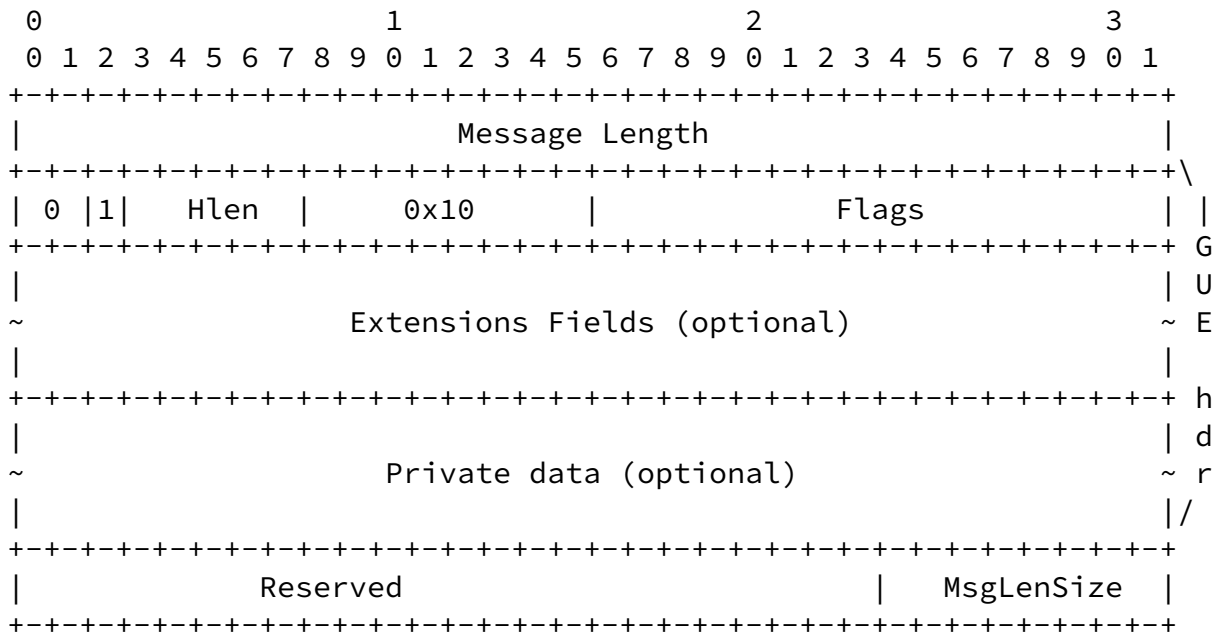 0                   1                   2                   3
 0 1 2 3 4 5 6 7 8 9 0 1 2 3 4 5 6 7 8 9 0 1 2 3 4 5 6 7 8 9 0 1
+-+-+-+-+-+-+-+-+-+-+-+-+-+-+-+-+-+-+-+-+-+-+-+-+-+-+-+-+-+-+-+-+
|                        Message Length                         |
+-+-+-+-+-+-+-+-+-+-+-+-+-+-+-+-+-+-+-+-+-+-+-+-+-+-+-+-+-+-+-+-+\
| 0 |1|   Hlen  |     0x10      |             Flags             | |
+-+-+-+-+-+-+-+-+-+-+-+-+-+-+-+-+-+-+-+-+-+-+-+-+-+-+-+-+-+-+-+-+ G
|                                                               | U
~                  Extensions Fields (optional)                 ~ E
|                                                               |
+-+-+-+-+-+-+-+-+-+-+-+-+-+-+-+-+-+-+-+-+-+-+-+-+-+-+-+-+-+-+-+-+ h
|                                                               | d
~                    Private data (optional)                    ~ r
|                                                               |/
+-+-+-+-+-+-+-+-+-+-+-+-+-+-+-+-+-+-+-+-+-+-+-+-+-+-+-+-+-+-+-+-+
|             Reserved                          |   MsgLenSize  |
+-+-+-+-+-+-+-+-+-+-+-+-+-+-+-+-+-+-+-+-+-+-+-+-+-+-+-+-+-+-+-+-+